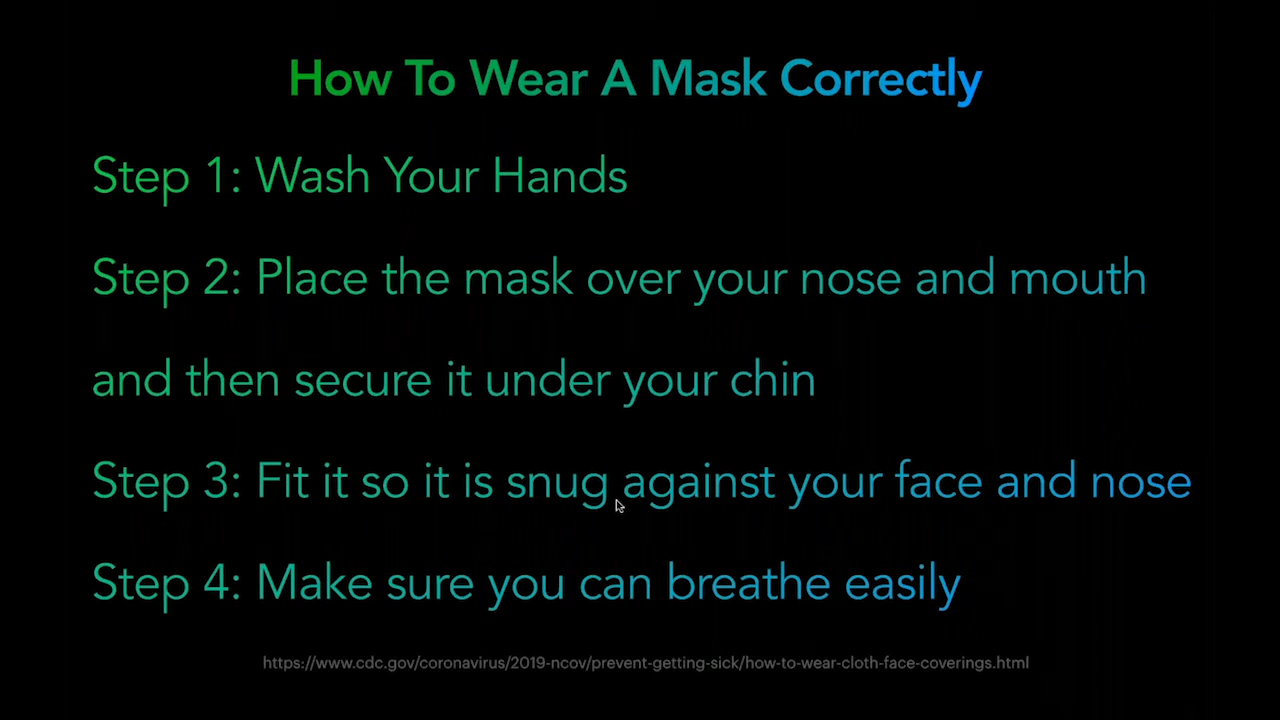 How To Wear A Mask Correctly
Step 1: Wash Your Hands
Step 2: Place the mask over your nose and mouth
and then secure it under your chin
Step 3: Fit it so it is snug against your face and nose
Step 4: Make sure you can breathe easily
https://www.cdc.gov/coronavirus/2019-ncov/prevent-getting-sick/how-to-wear-cloth-face-coverings.html